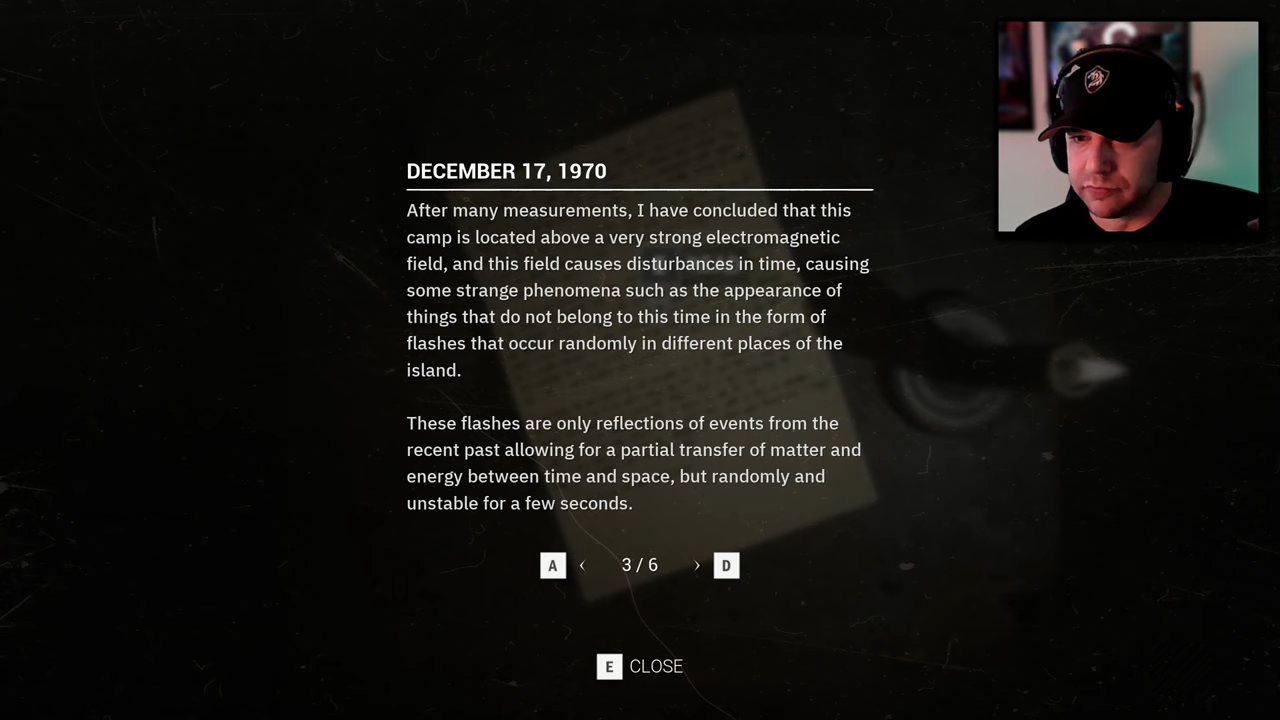 DECEMBER 17, 1970
After many measurements, I have concluded that this
camp is located above a very strong electromagnetic
field, and this field causes disturbances in time, causing
some strange phenomena such as the appearance of
things that do not belong to this time in the form of
flashes that occur randomly in different places of the
island.
These flashes are only reflections of events from the
recent past allowing for a partial transfer of matter and
energy between time and space, but randomly and
unstable for a few seconds.
A ‹ 3 / 6 › D
E CLOSE